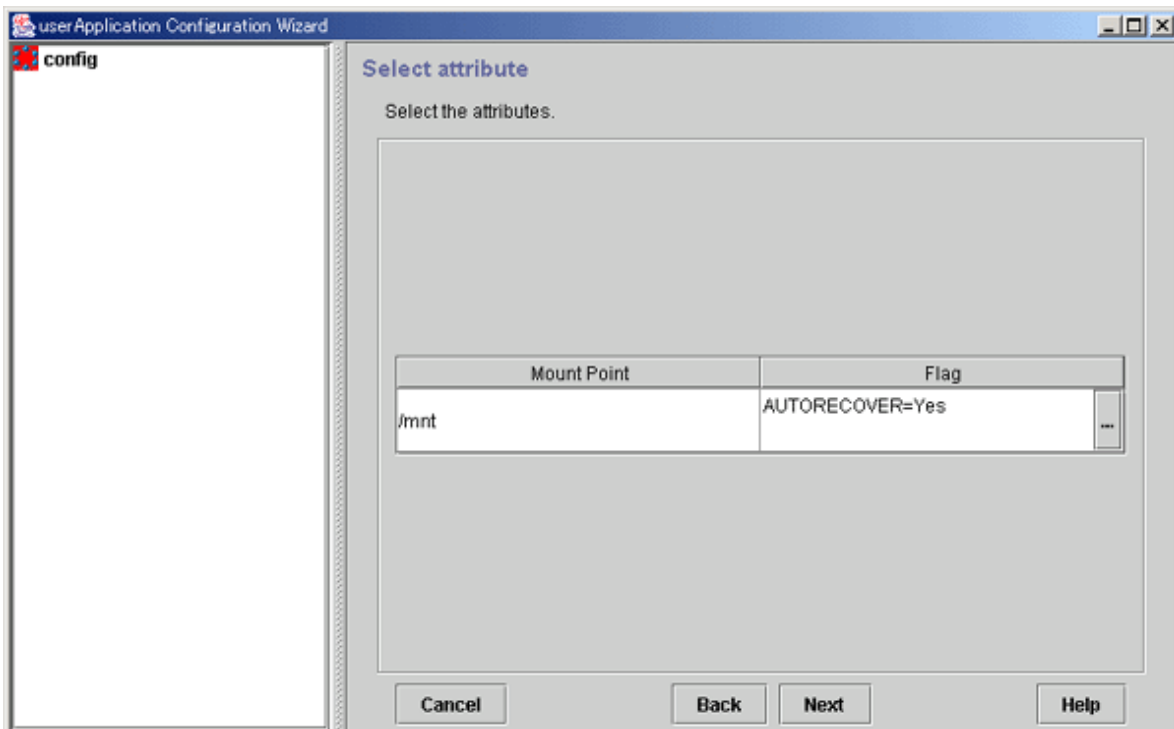 userApplication Configuration Wizard
config
Select attribute
Select the attributes.
Mount Point Flag
/mnt AUTORECOVER=Yes ...
Cancel Back Next Help